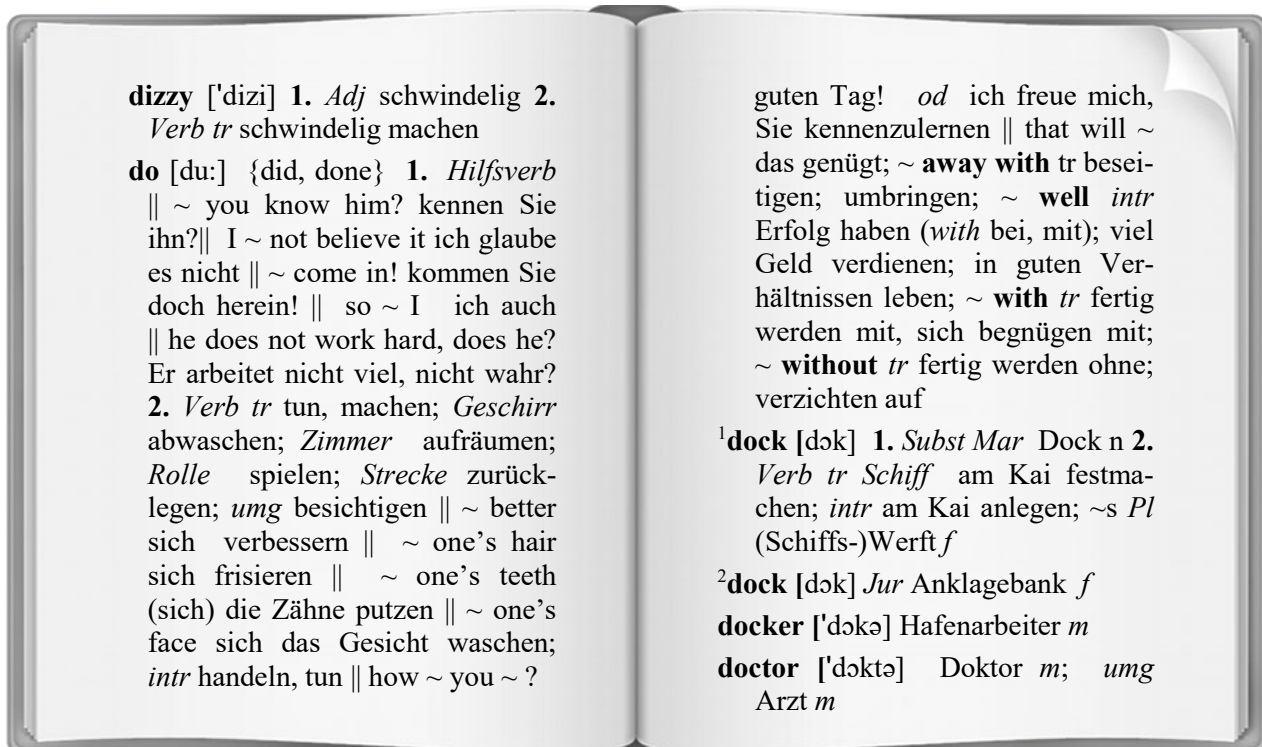 dizzy ['dizi] 1. Adj schwindelig 2.
Verb tr schwindelig machen
do [du:] {did, done} 1. Hilfsverb
|| ~ you know him? kennen Sie
ihn?|| I ~ not believe it ich glaube
es nicht || ~ come in! kommen Sie
doch herein! || so ~ I ich auch
|| he does not work hard, does he?
Er arbeitet nicht viel, nicht wahr?
2. Verb tr tun, machen; Geschirr
abwaschen; Zimmer aufräumen;
Rolle spielen; Strecke zurück-
legen; umg besichtigen || ~ better
sich verbessern || ~ one's hair
sich frisieren || ~ one's teeth
(sich) die Zähne putzen || ~ one's
face sich das Gesicht waschen;
intr handeln, tun || how ~ you ~ ?
guten Tag! od ich freue mich,
Sie kennenzulernen || that will ~
das genügt; ~ away with tr besei-
tigen; umbringen; ~ well intr
Erfolg haben (with bei, mit); viel
Geld verdienen; in guten Ver-
hältnissen leben; ~ with tr fertig
werden mit, sich begnügen mit;
~ without tr fertig werden ohne;
verzichten auf
¹dock [dɔk] 1. Subst Mar Dock n 2.
Verb tr Schiff am Kai festma-
chen; intr am Kai anlegen; ~s Pl
(Schiffs-)Werft f
²dock [dɔk] Jur Anklagebank f
docker ['dɔkə] Hafenarbeiter m
doctor ['dɔktə] Doktor m; umg
Arzt m